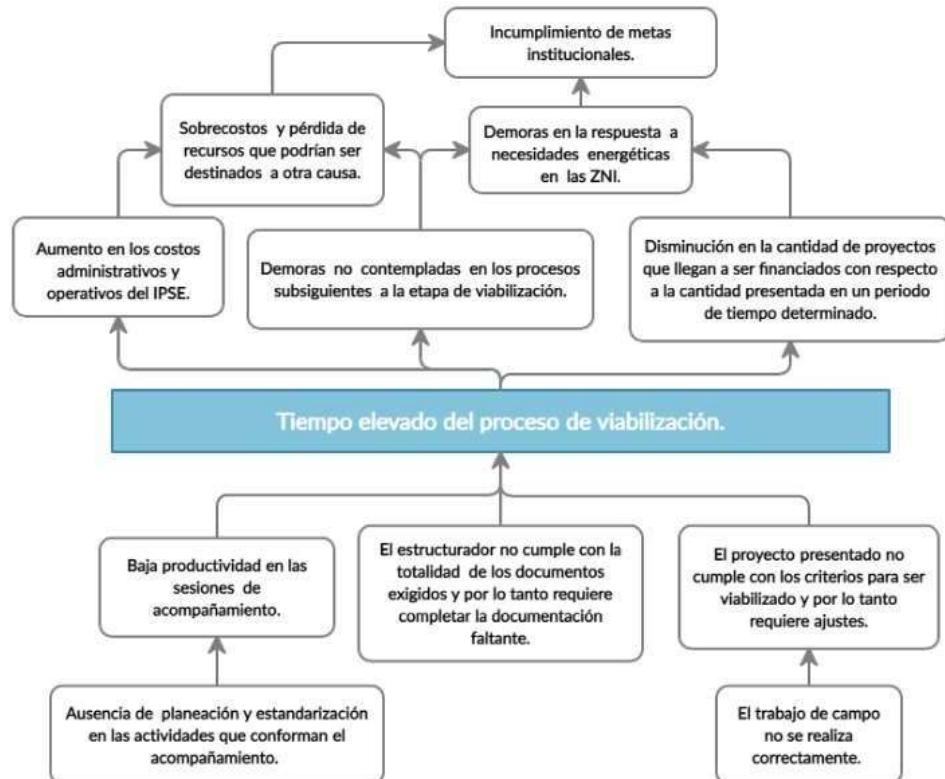 Incumplimiento de metas
institucionales.
Sobrecostos y pérdida de
recursos que podrían ser
destinados a otra causa.
Demoras en la respuesta a
necesidades energéticas
en las ZNI.
Aumento en los costos
administrativos y
operativos del IPSE.
Demoras no contempladas en los procesos
subsiguientes a la etapa de viabilización.
Disminución en la cantidad de proyectos
que llegan a ser financiados con respecto
a la cantidad presentada en un periodo
de tiempo determinado.
Tiempo elevado del proceso de viabilización.
Baja productividad en las
sesiones de
acompañamiento.
El estructurador no cumple con la
totalidad de los documentos
exigidos y por lo tanto requiere
completar la documentación
faltante.
El proyecto presentado no
cumple con los criterios para ser
viabilizado y por lo tanto
requiere ajustes.
Ausencia de planeación y estandarización
en las actividades que conforman el
acompañamiento.
El trabajo de campo
no se realiza
correctamente.